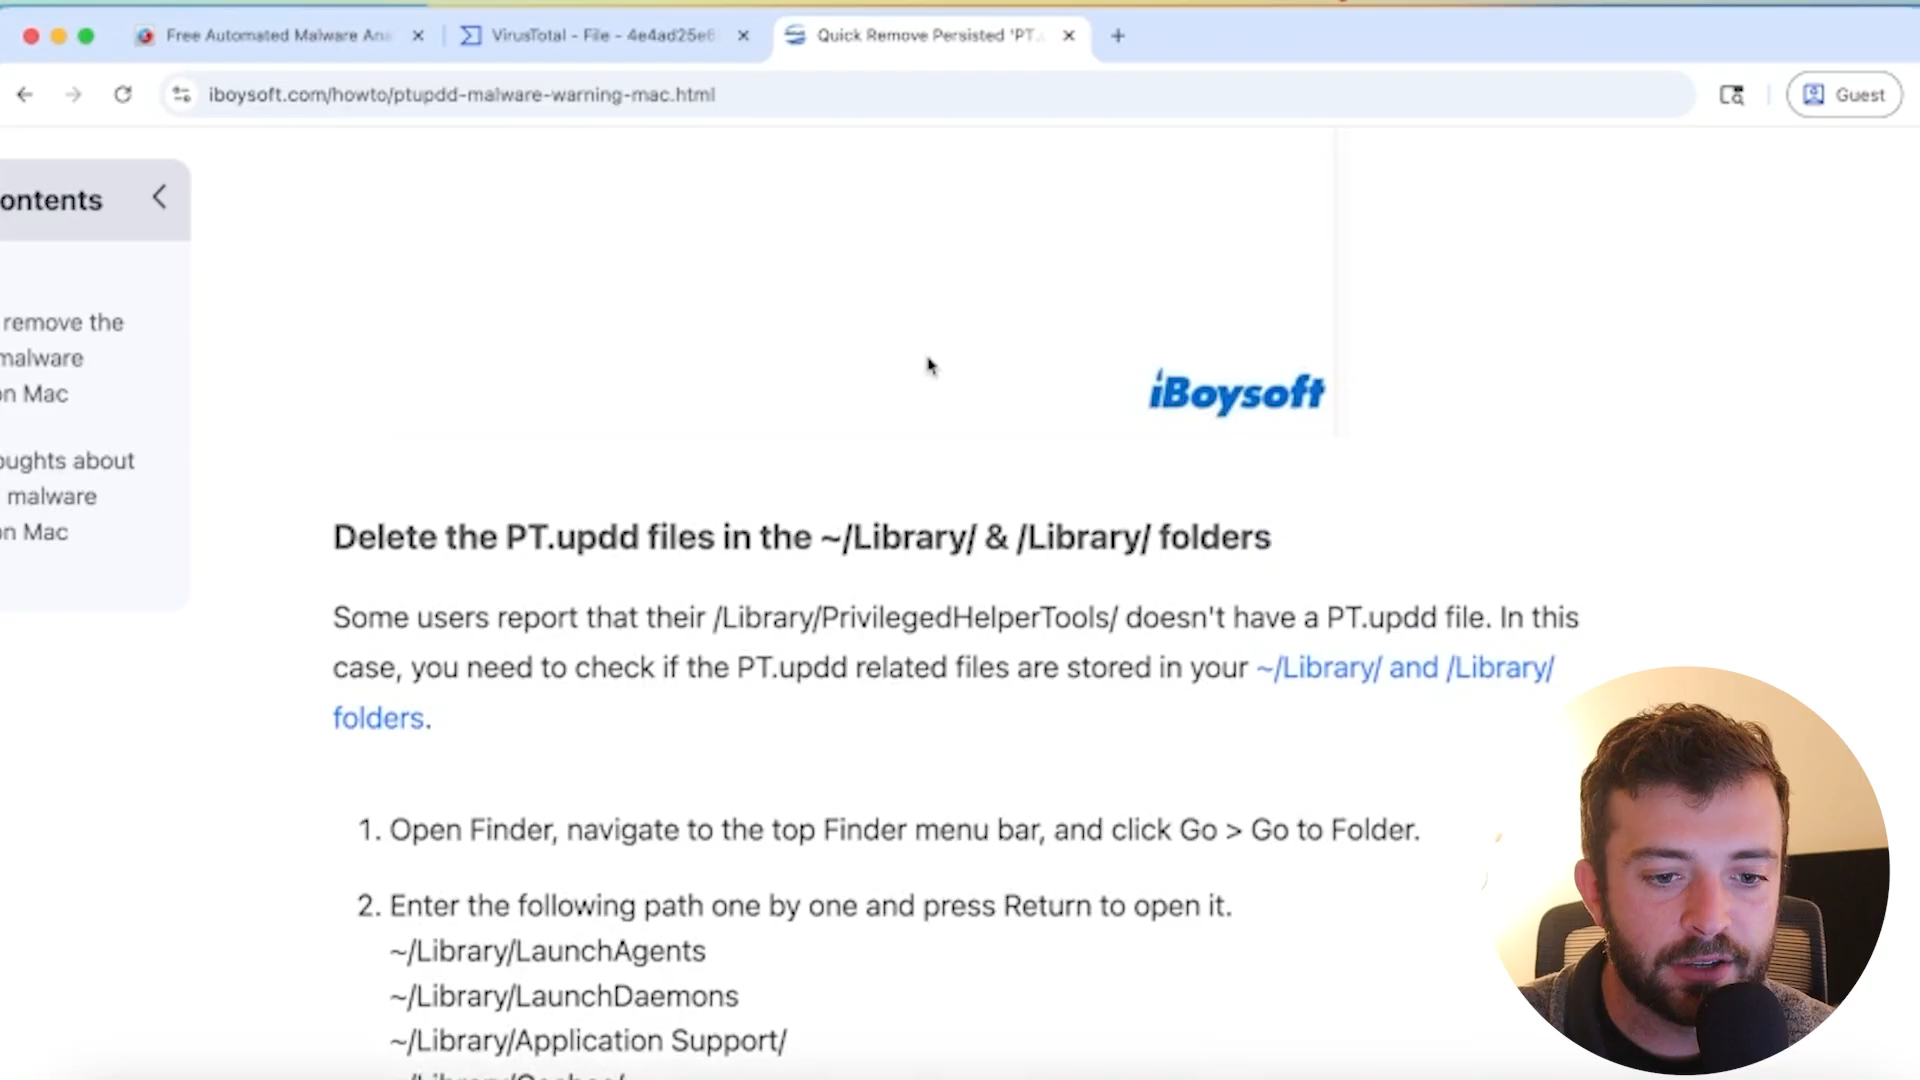 Free Automated Malware Ana
VirusTotal - File - 4e4ad25e6
Quick Remove Persisted 'PT.
iboysoft.com/howto/ptupdd-malware-warning-mac.html
Guest
ontents
remove the
malware
on Mac
oughts about
malware
on Mac
iBoysoft
Delete the PT.updd files in the ~/Library/ & /Library/ folders
Some users report that their /Library/PrivilegedHelperTools/ doesn't have a PT.updd file. In this
case, you need to check if the PT.updd related files are stored in your ~/Library/ and /Library/
folders.
1. Open Finder, navigate to the top Finder menu bar, and click Go > Go to Folder.
2. Enter the following path one by one and press Return to open it.
~/Library/LaunchAgents
~/Library/LaunchDaemons
~/Library/Application Support/